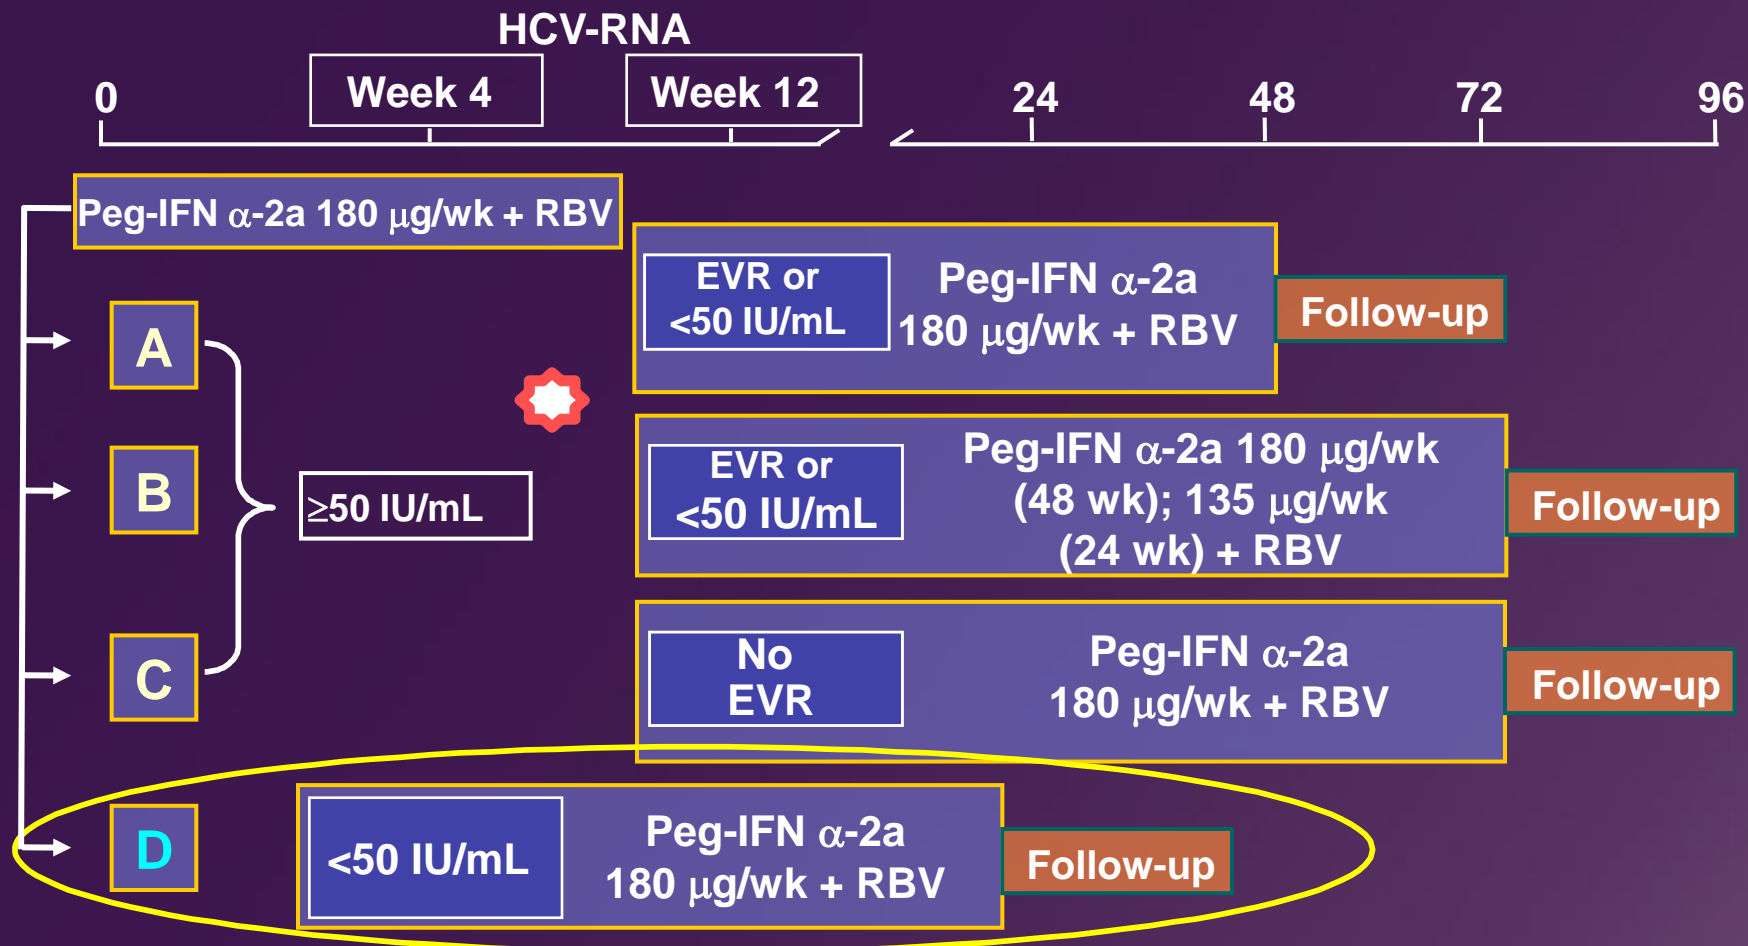 HCV-RNA
0
Week 4
Week 12
24
48
72
96
Peg-IFN α-2a 180 μg/wk + RBV
A
B
C
D
≥50 IU/mL
EVR or
<50 IU/mL
Peg-IFN α-2a
180 μg/wk + RBV
Follow-up
EVR or
<50 IU/mL
Peg-IFN α-2a 180 μg/wk
(48 wk); 135 μg/wk
(24 wk) + RBV
Follow-up
No
EVR
Peg-IFN α-2a
180 μg/wk + RBV
Follow-up
<50 IU/mL
Peg-IFN α-2a
180 μg/wk + RBV
Follow-up